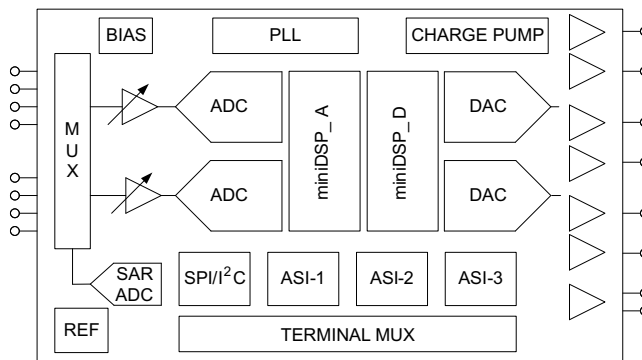 BIAS
PLL
CHARGE PUMP
MUX
ADC
miniDSP_A
miniDSP_D
DAC
ADC
DAC
SAR
ADC
SPI/I²C
ASI-1
ASI-2
ASI-3
REF
TERMINAL MUX